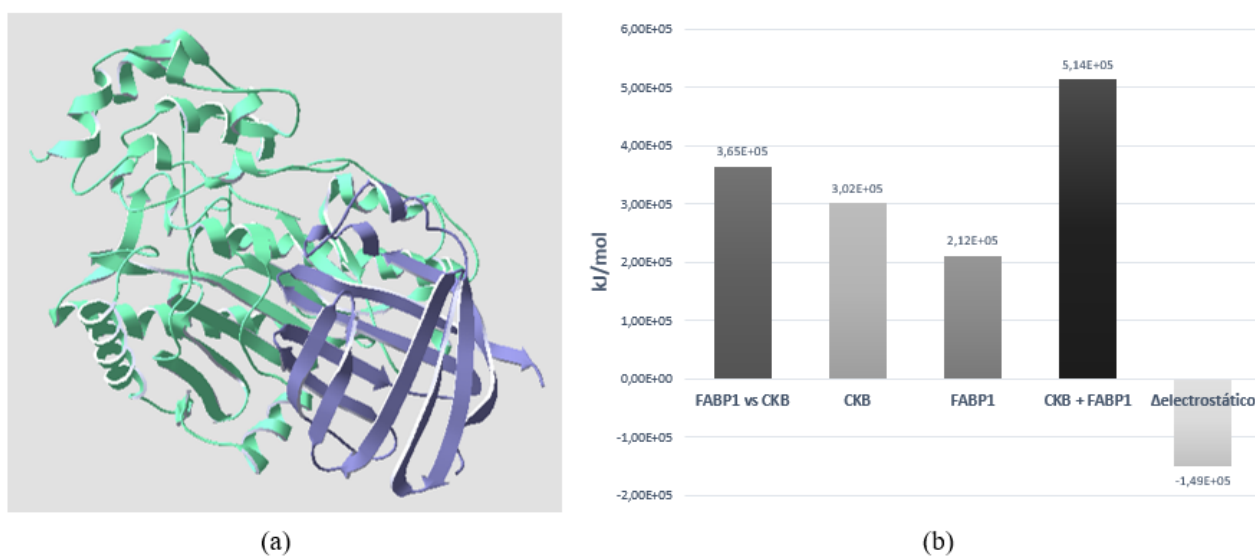 6,00E+05
5,00E+05
4,00E+05
3,00E+05
2,00E+05
1,00E+05
0,00E+00
-1,00E+05
-2,00E+05
kJ/mol
3,65E+05
3,02E+05
2,12E+05
5,14E+05
-1,49E+05
FABP1 vs CKB
CKB
FABP1
CKB + FABP1
Δelectrostático
(a)
(b)